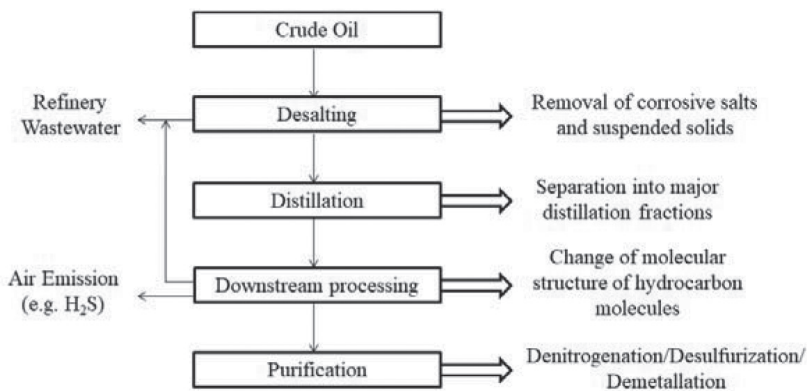 Crude Oil
Refinery
Wastewater
Desalting
Removal of corrosive salts
and suspended solids
Distillation
Separation into major
distillation fractions
Air Emission
(e.g. H₂S)
Downstream processing
Change of molecular
structure of hydrocarbon
molecules
Purification
Denitrogenation/Desulfurization/
Demetallation